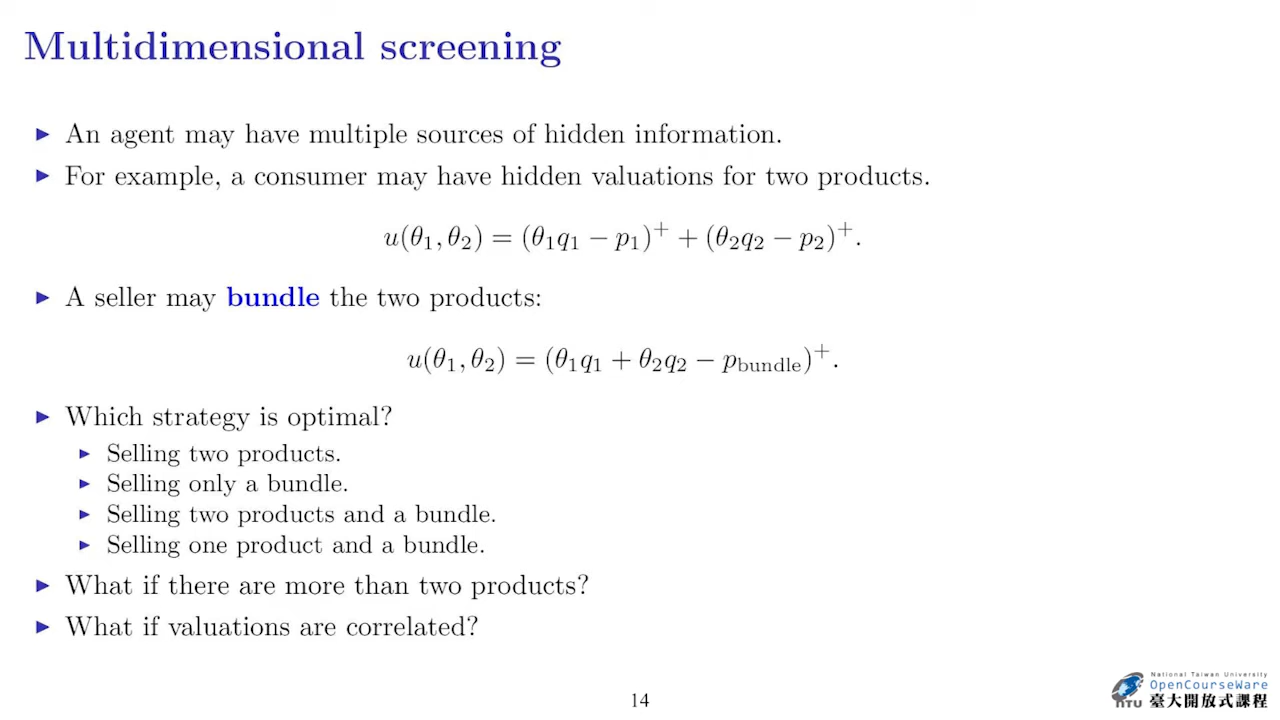 Multidimensional screening
▶ An agent may have multiple sources of hidden information.
▶ For example, a consumer may have hidden valuations for two products.
u(θ₁, θ₂) = (θ₁q₁ − p₁)⁺ + (θ₂q₂ − p₂)⁺.
▶ A seller may bundle the two products:
u(θ₁, θ₂) = (θ₁q₁ + θ₂q₂ − p_bundle)⁺.
▶ Which strategy is optimal?
▶ Selling two products.
▶ Selling only a bundle.
▶ Selling two products and a bundle.
▶ Selling one product and a bundle.
▶ What if there are more than two products?
▶ What if valuations are correlated?
14
National Taiwan University
OpenCourseWare
NTU 臺大開放式課程